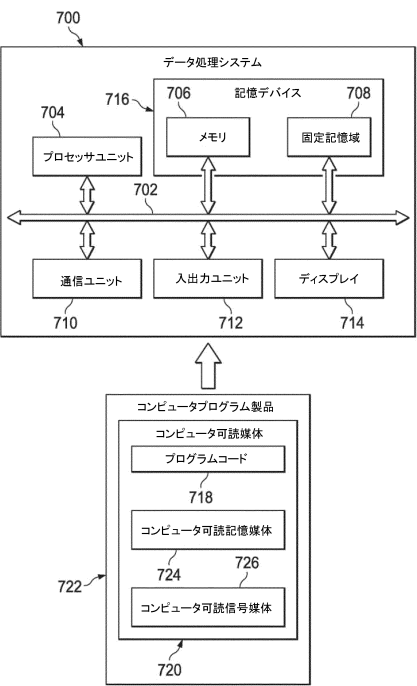 700
データ処理システム
716
記憶デバイス
706
メモリ
708
固定記憶域
704
プロセッサユニット
702
通信ユニット
710
入出力ユニット
712
ディスプレイ
714
コンピュータプログラム製品
コンピュータ可読媒体
プログラムコード
718
コンピュータ可読記憶媒体
724
726
コンピュータ可読信号媒体
722
720